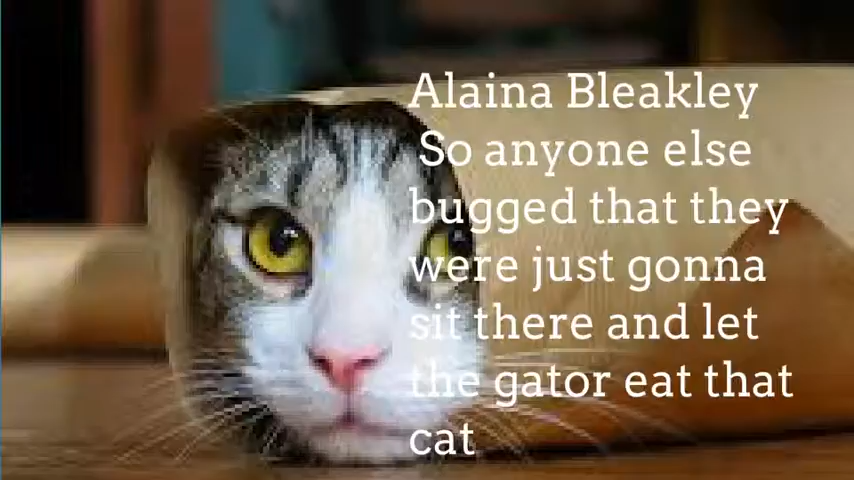 Alaina Bleakley
So anyone else
bugged that they
were just gonna
sit there and let
the gator eat that
cat